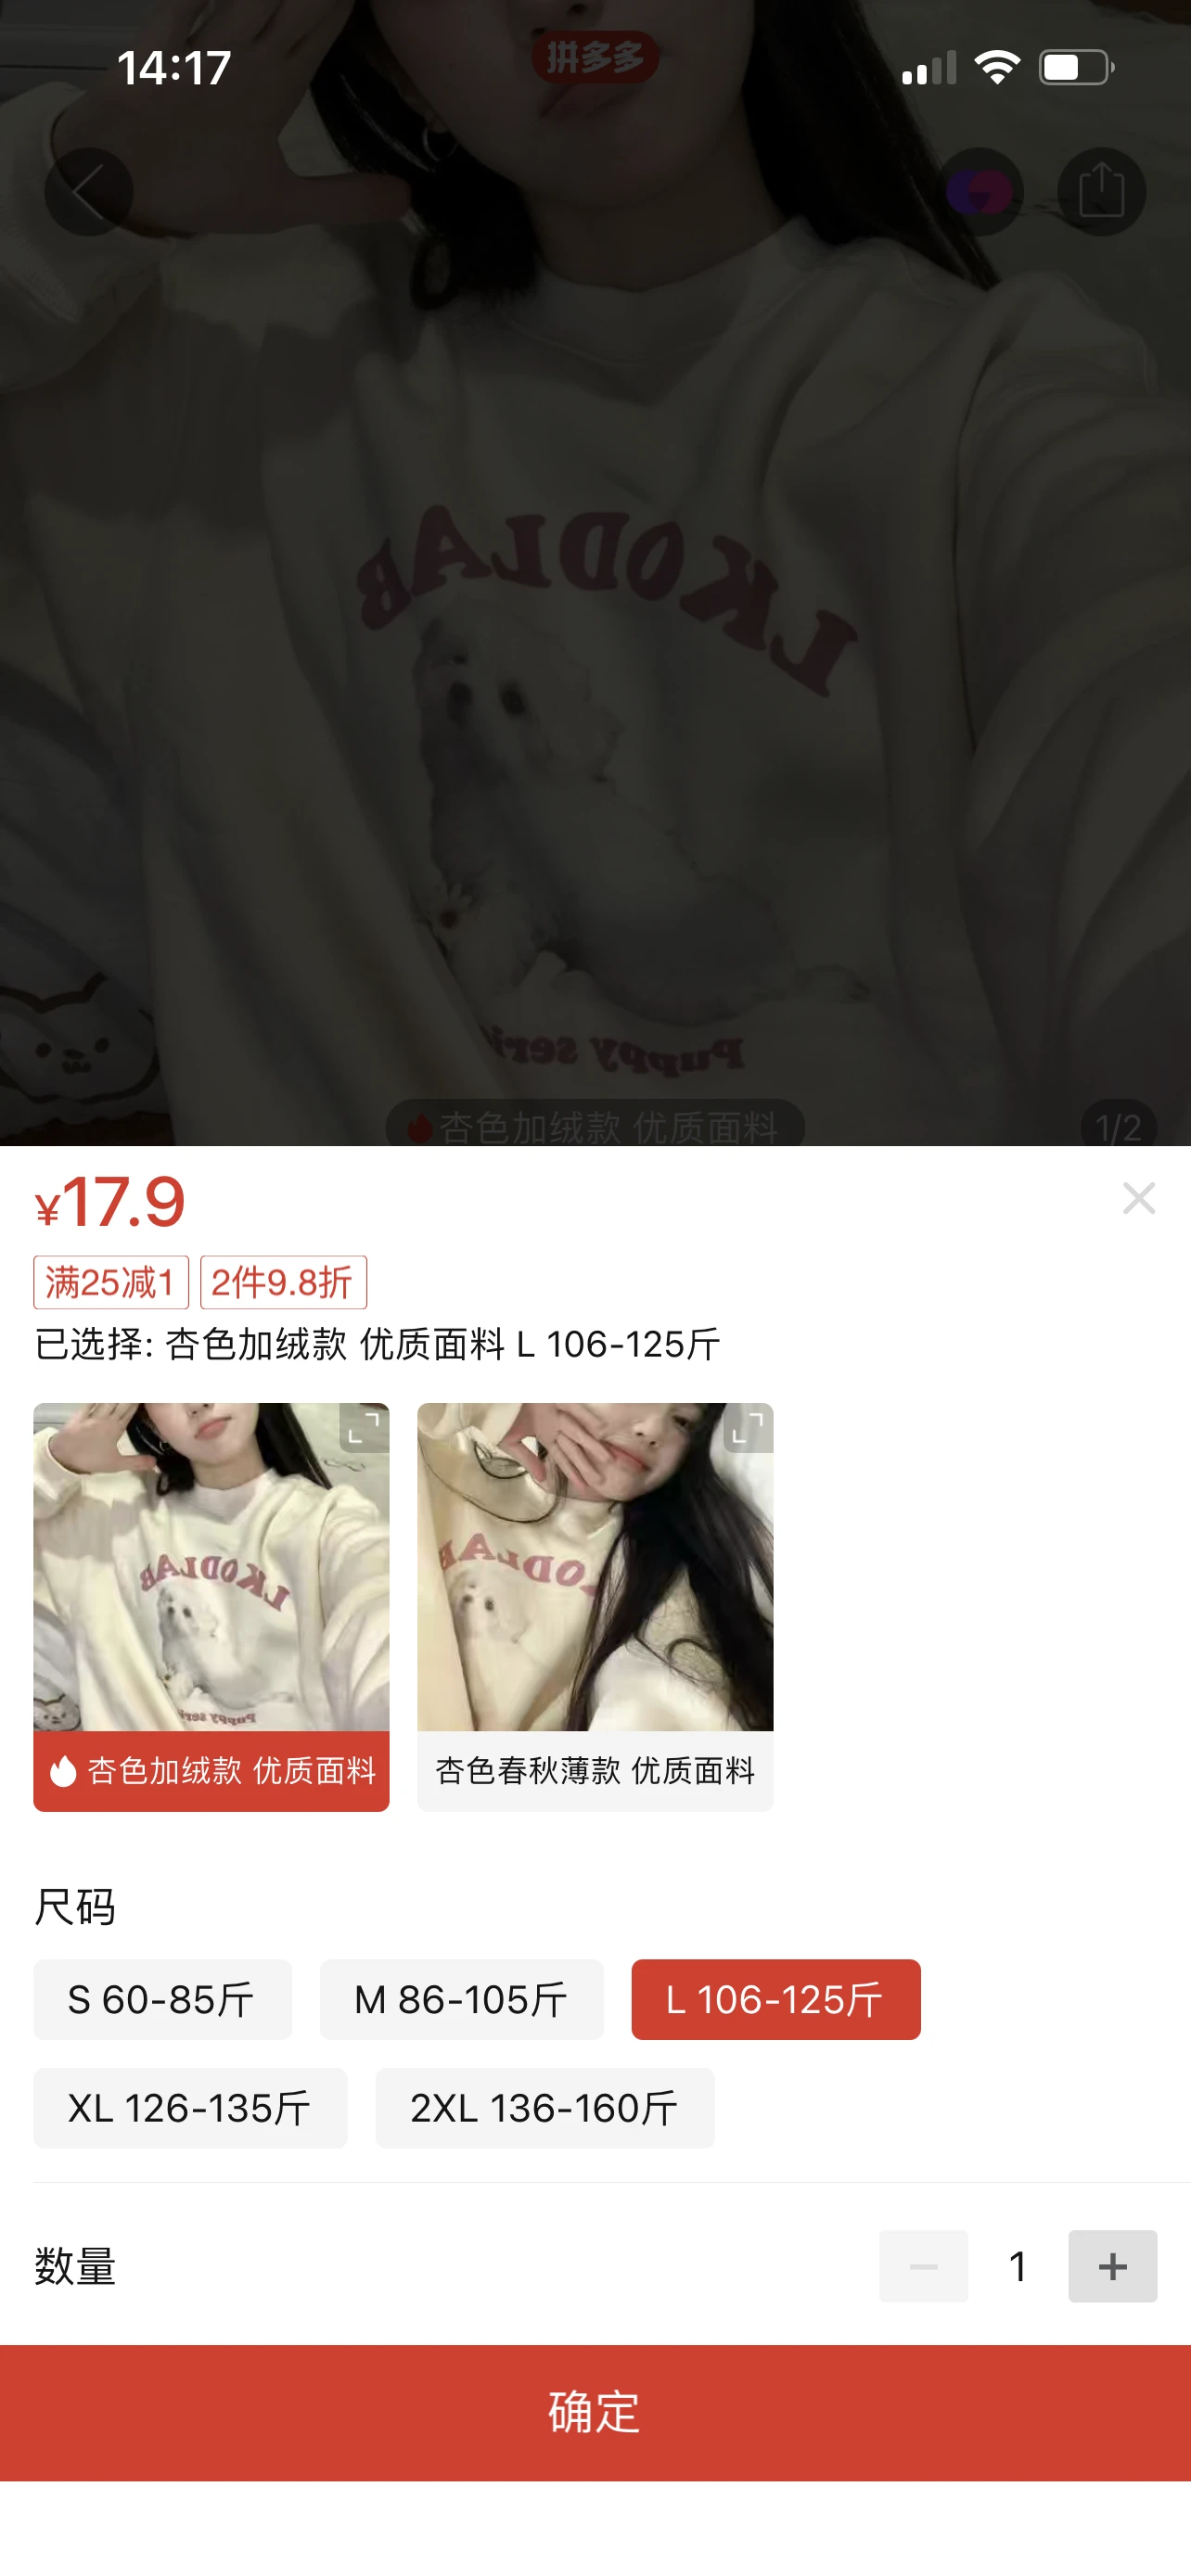 14:17
拼多多
LKODLAB
Puppy seri
杏色加绒款 优质面料
1/2
¥17.9
满25减1 2件9.8折
已选择: 杏色加绒款 优质面料 L 106-125斤
LKODLAB
Puppy seri
杏色加绒款 优质面料 杏色春秋薄款 优质面料
尺码
S 60-85斤 M 86-105斤 L 106-125斤
XL 126-135斤 2XL 136-160斤
数量 1
确定